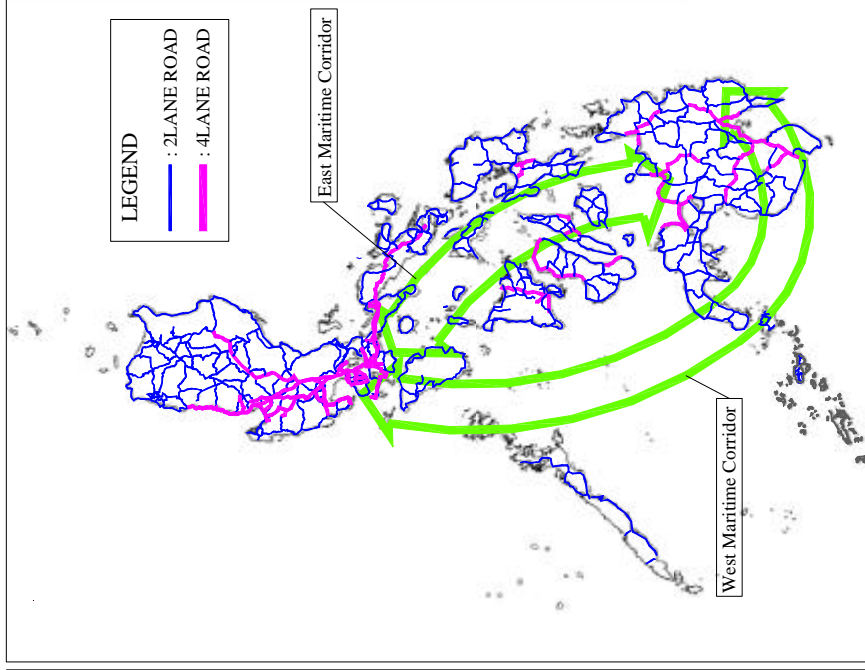 LEGEND
: 2LANE ROAD
: 4LANE ROAD
East Maritime Corridor
West Maritime Corridor